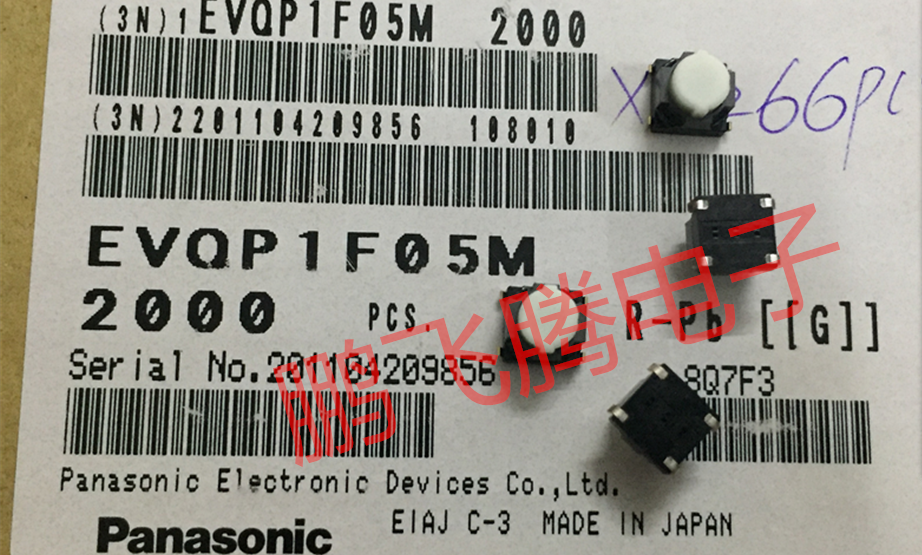 (3N)1EVQP1F05M 2000
66PC
(3N)2201104209856 108010
EVQP1F05M
2000 PCS. R-Pb [[G]]
Serial No.201104209856 8Q7F3
鹏飞腾电子
Panasonic Electronic Devices Co.,Ltd.
EIAJ C-3 MADE IN JAPAN
Panasonic